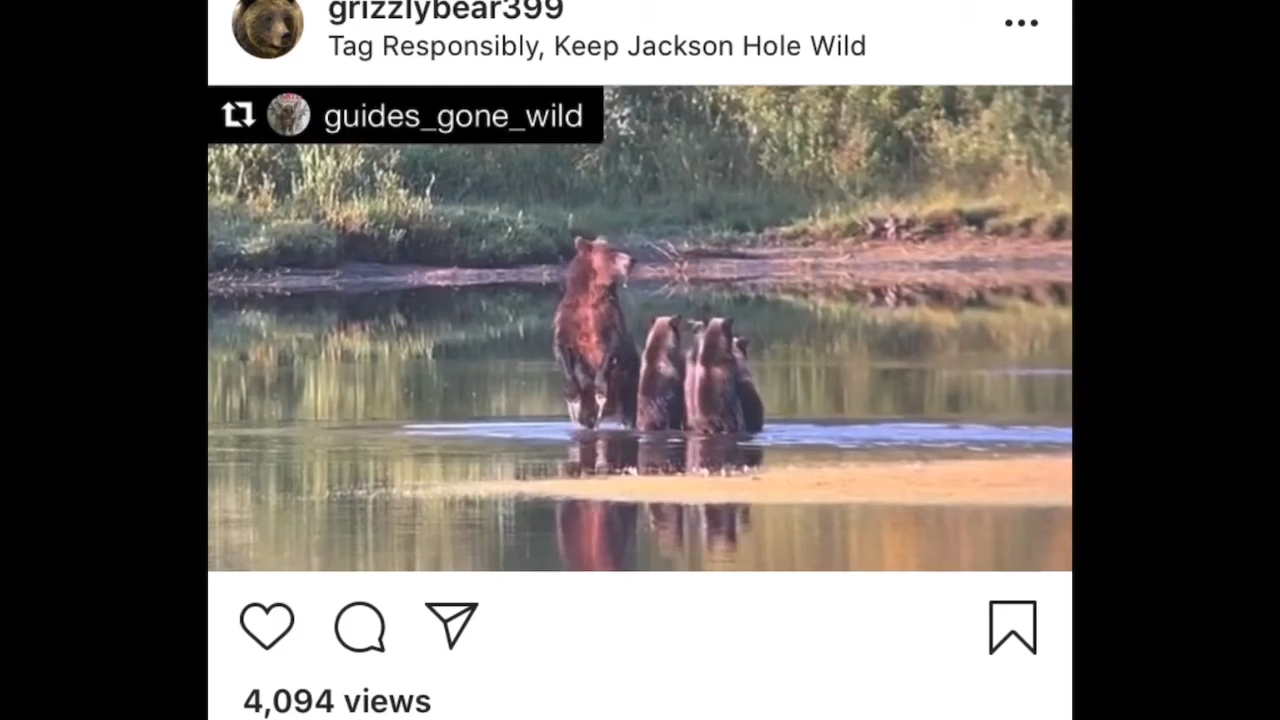 grizzlybear399
Tag Responsibly, Keep Jackson Hole Wild
guides_gone_wild
4,094 views